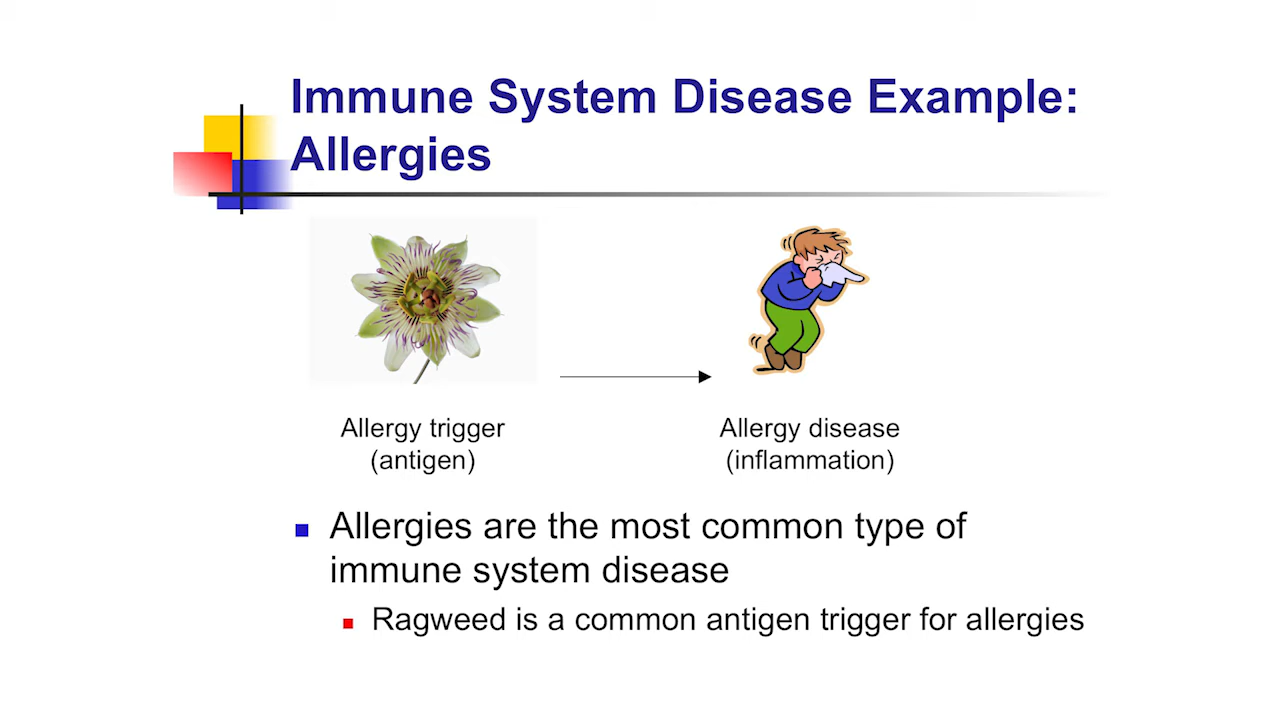 Immune System Disease Example:
Allergies
Allergy trigger
(antigen)
Allergy disease
(inflammation)
Allergies are the most common type of
immune system disease
Ragweed is a common antigen trigger for allergies